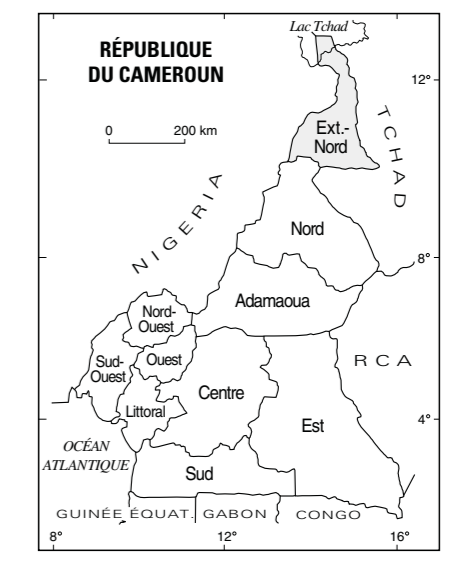 Lac Tchad
RÉPUBLIQUE
DU CAMEROUN
12°
0 200 km
Ext.-
Nord
TCHAD
NIGERIA
Nord
8°
Adamaoua
Nord-
Ouest
Sud-
Ouest
Ouest
RCA
Centre
Littoral
Est
4°
OCÉAN
ATLANTIQUE
Sud
GUINÉE ÉQUAT. GABON CONGO
8° 12° 16°